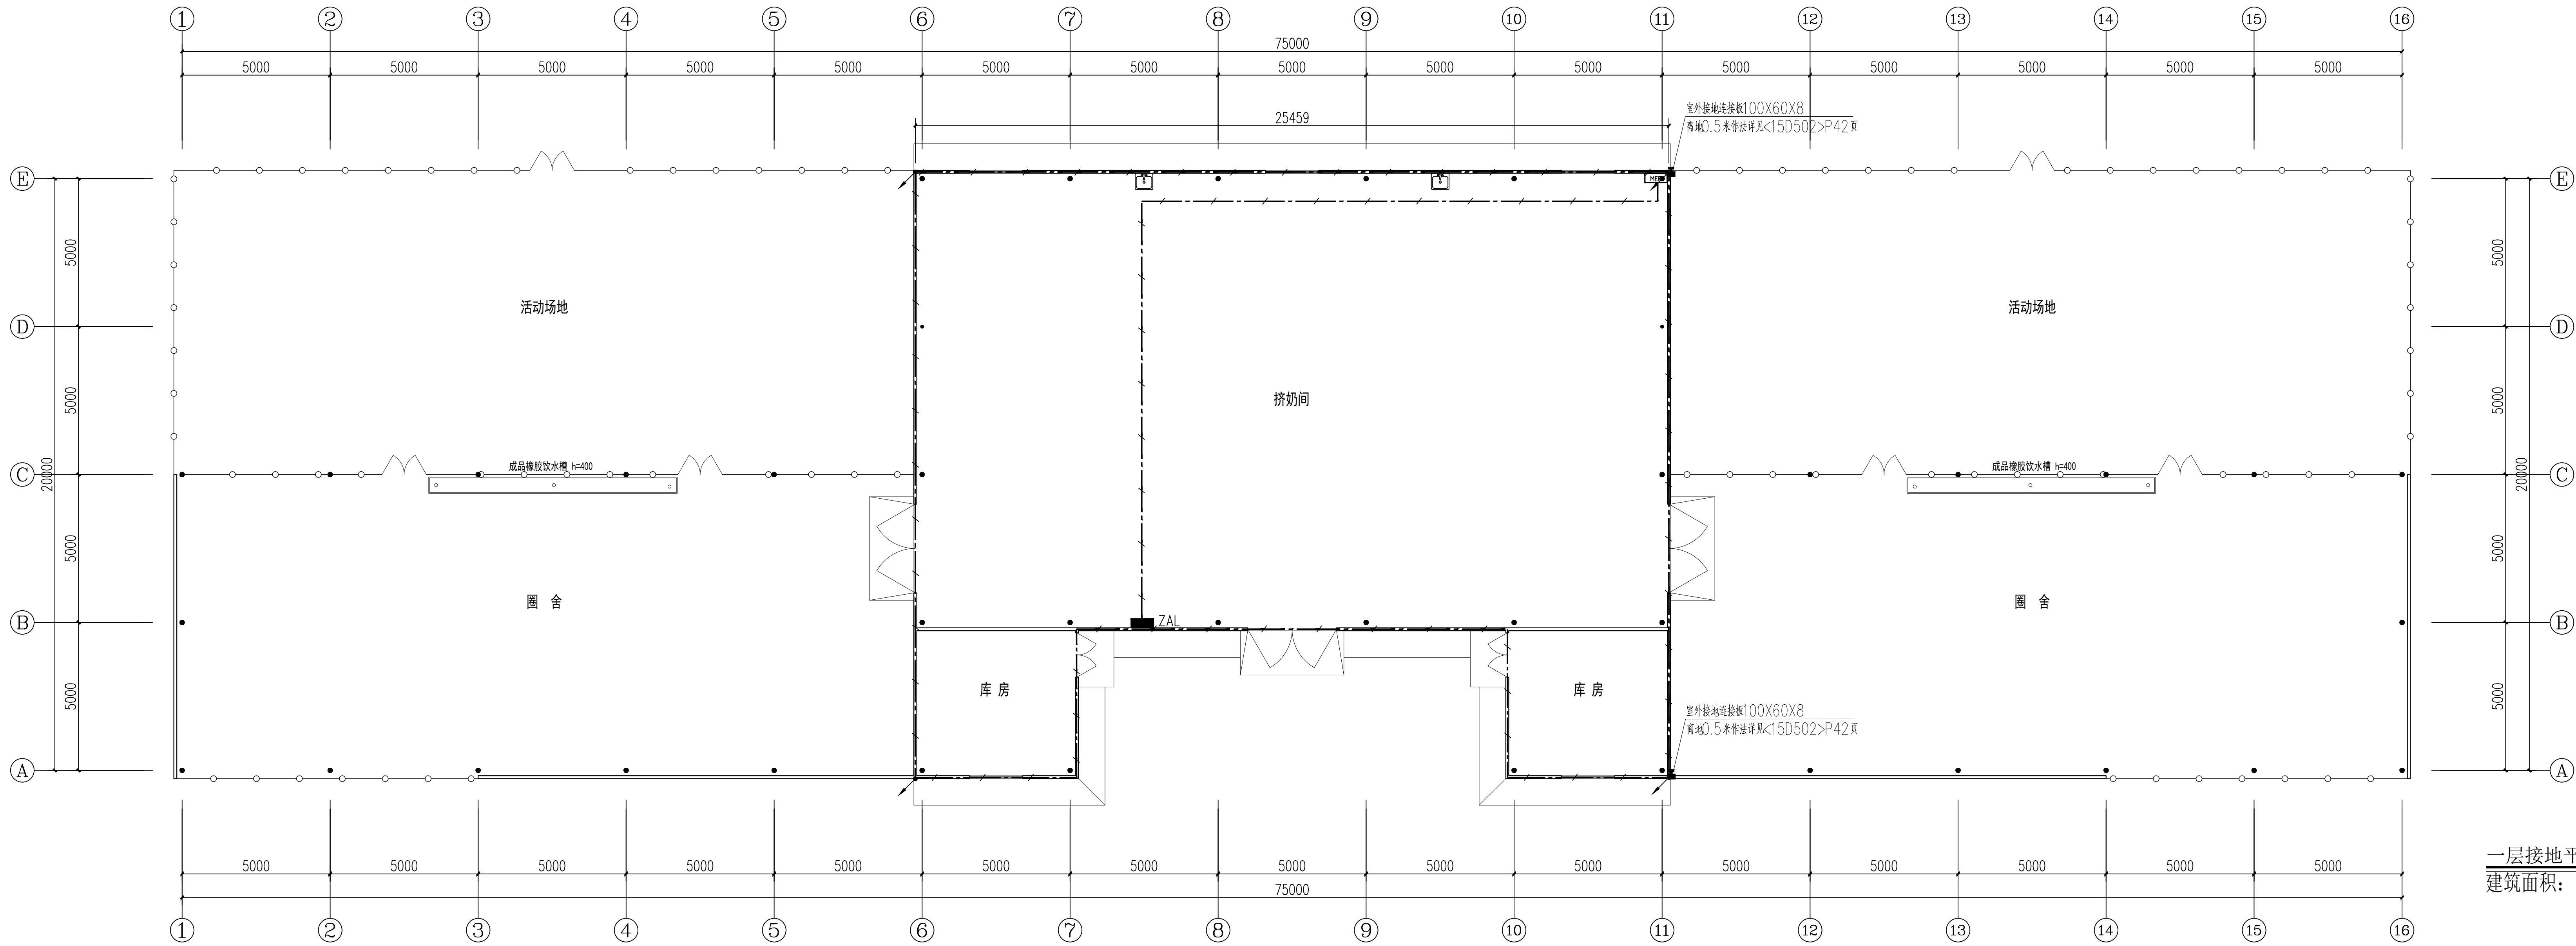 1 2 3 4 5 6 7 8 9 10 11 12 13 14 15 16
75000
5000 5000 5000 5000 5000 5000 5000 5000 5000 5000 5000 5000 5000 5000 5000
室外接地连接板100X60X8
离地0.5米作法详见<15D502>P42页
25459
E E
MEB
5000 5000
活动场地 活动场地
D D
5000 5000
挤奶间
成品橡胶饮水槽 h=400 成品橡胶饮水槽 h=400
C C
20000 20000
5000 5000
圈 舍 圈 舍
B B
ZAL
5000 5000
库 房 库 房
室外接地连接板100X60X8
离地0.5米作法详见<15D502>P42页
A A
一层接地平
建筑面积:
5000 5000 5000 5000 5000 5000 5000 5000 5000 5000 5000 5000 5000 5000 5000
75000
1 2 3 4 5 6 7 8 9 10 11 12 13 14 15 16